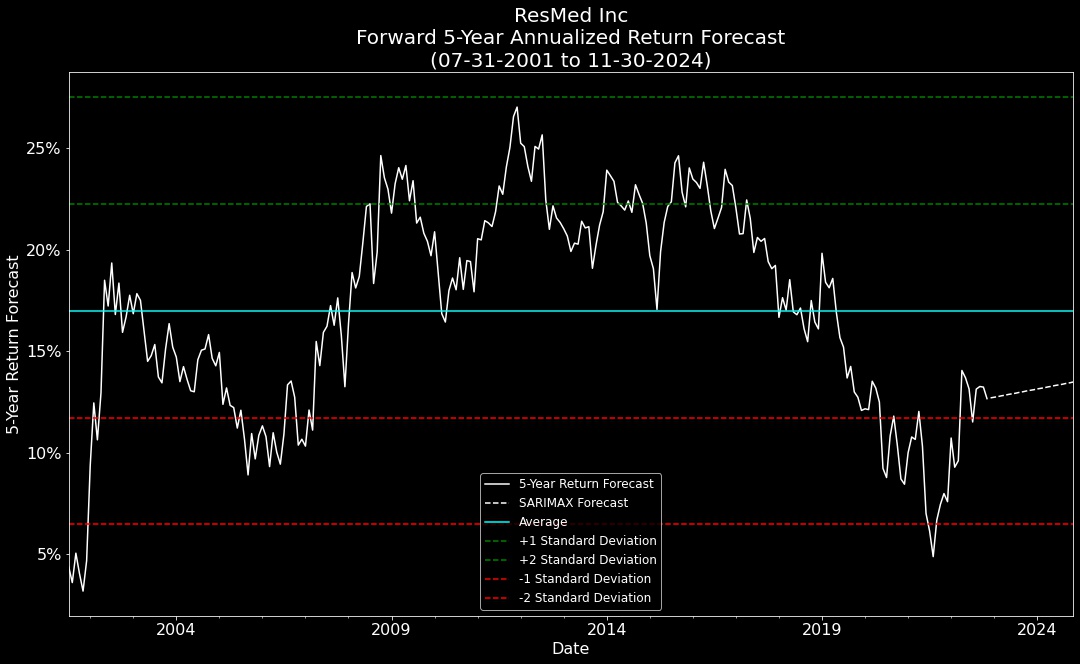 ResMed Inc
Forward 5-Year Annualized Return Forecast
(07-31-2001 to 11-30-2024)
5-Year Return Forecast
25%
20%
15%
10%
5%
5-Year Return Forecast
SARIMAX Forecast
Average
+1 Standard Deviation
+2 Standard Deviation
-1 Standard Deviation
-2 Standard Deviation
2004
2009
2014
2019
2024
Date